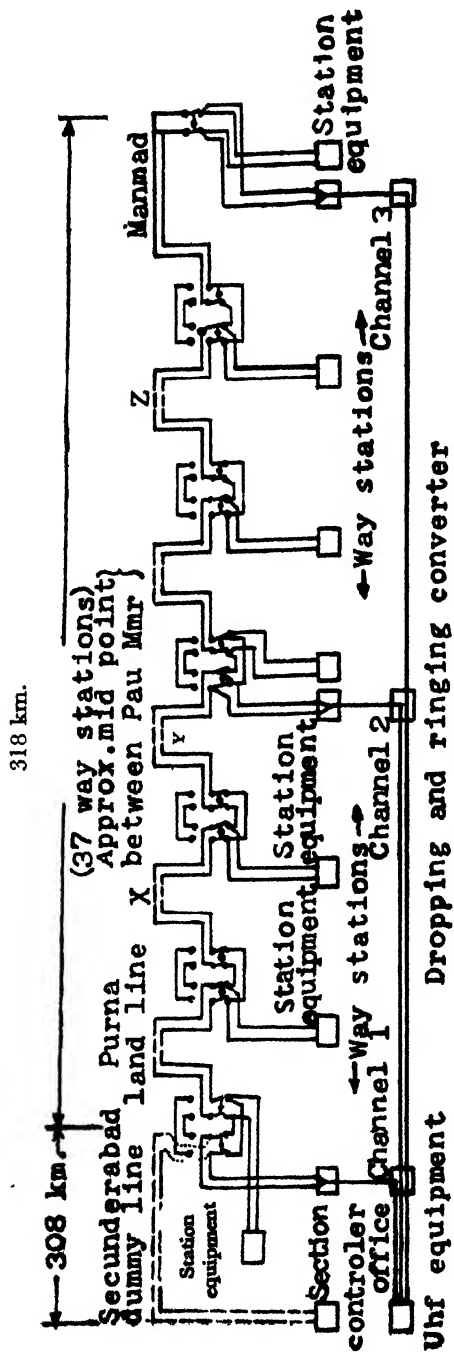 318 km.
308 km
(37 way stations)
Approx.mid point}
between Pau Mmr }
Secunderabad
dummy line
Purna
land line
X
Y
Z
Manmad
Station
equipment
Station
equipment
Station
equipment
Station
equipment
Section
controler
office
←Way stations→
←Way stations→
Channel 1
Channel 2
Channel 3
Uhf equipment
Dropping and ringing converter